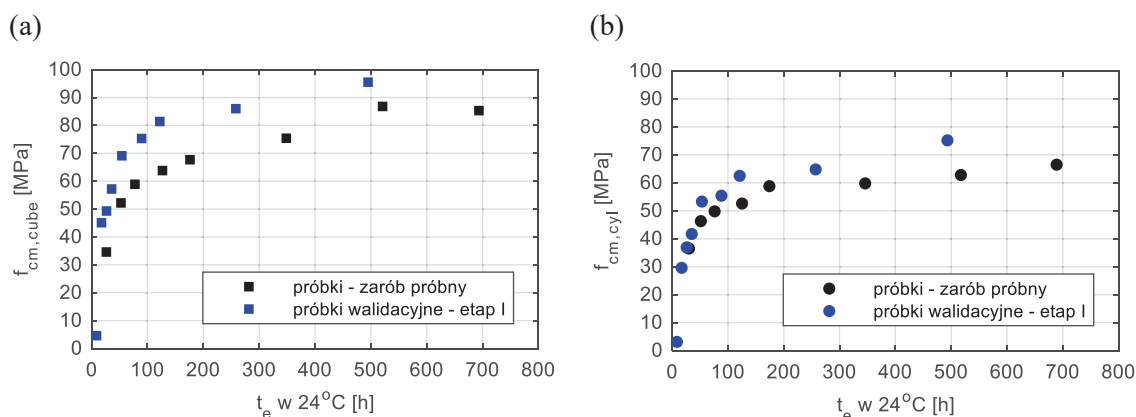 (a)
(b)
100
90
80
70
60
50
40
30
20
10
0
0 100 200 300 400 500 600 700 800
f_cm,cube [MPa]
t_e w 24°C [h]
próbki - zarób próbny
próbki walidacyjne - etap I
100
90
80
70
60
50
40
30
20
10
0
0 100 200 300 400 500 600 700 800
f_cm,cyl [MPa]
t_e w 24°C [h]
próbki - zarób próbny
próbki walidacyjne - etap I